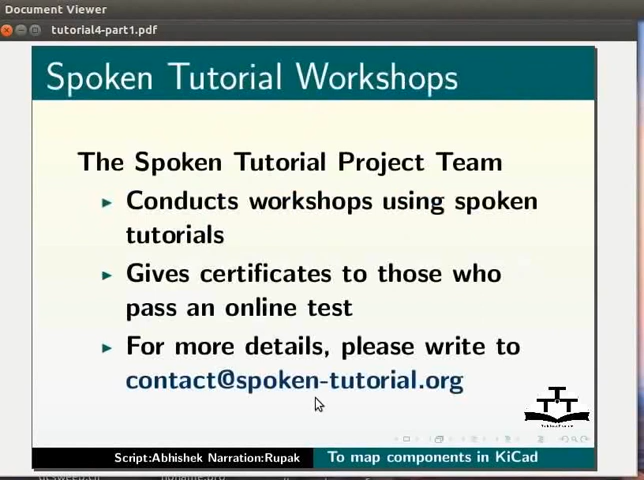 Document Viewer
tutorial4-part1.pdf
Spoken Tutorial Workshops
The Spoken Tutorial Project Team
Conducts workshops using spoken
tutorials
Gives certificates to those who
pass an online test
For more details, please write to
contact@spoken-tutorial.org
Script:Abhishek Narration:Rupak
To map components in KiCad